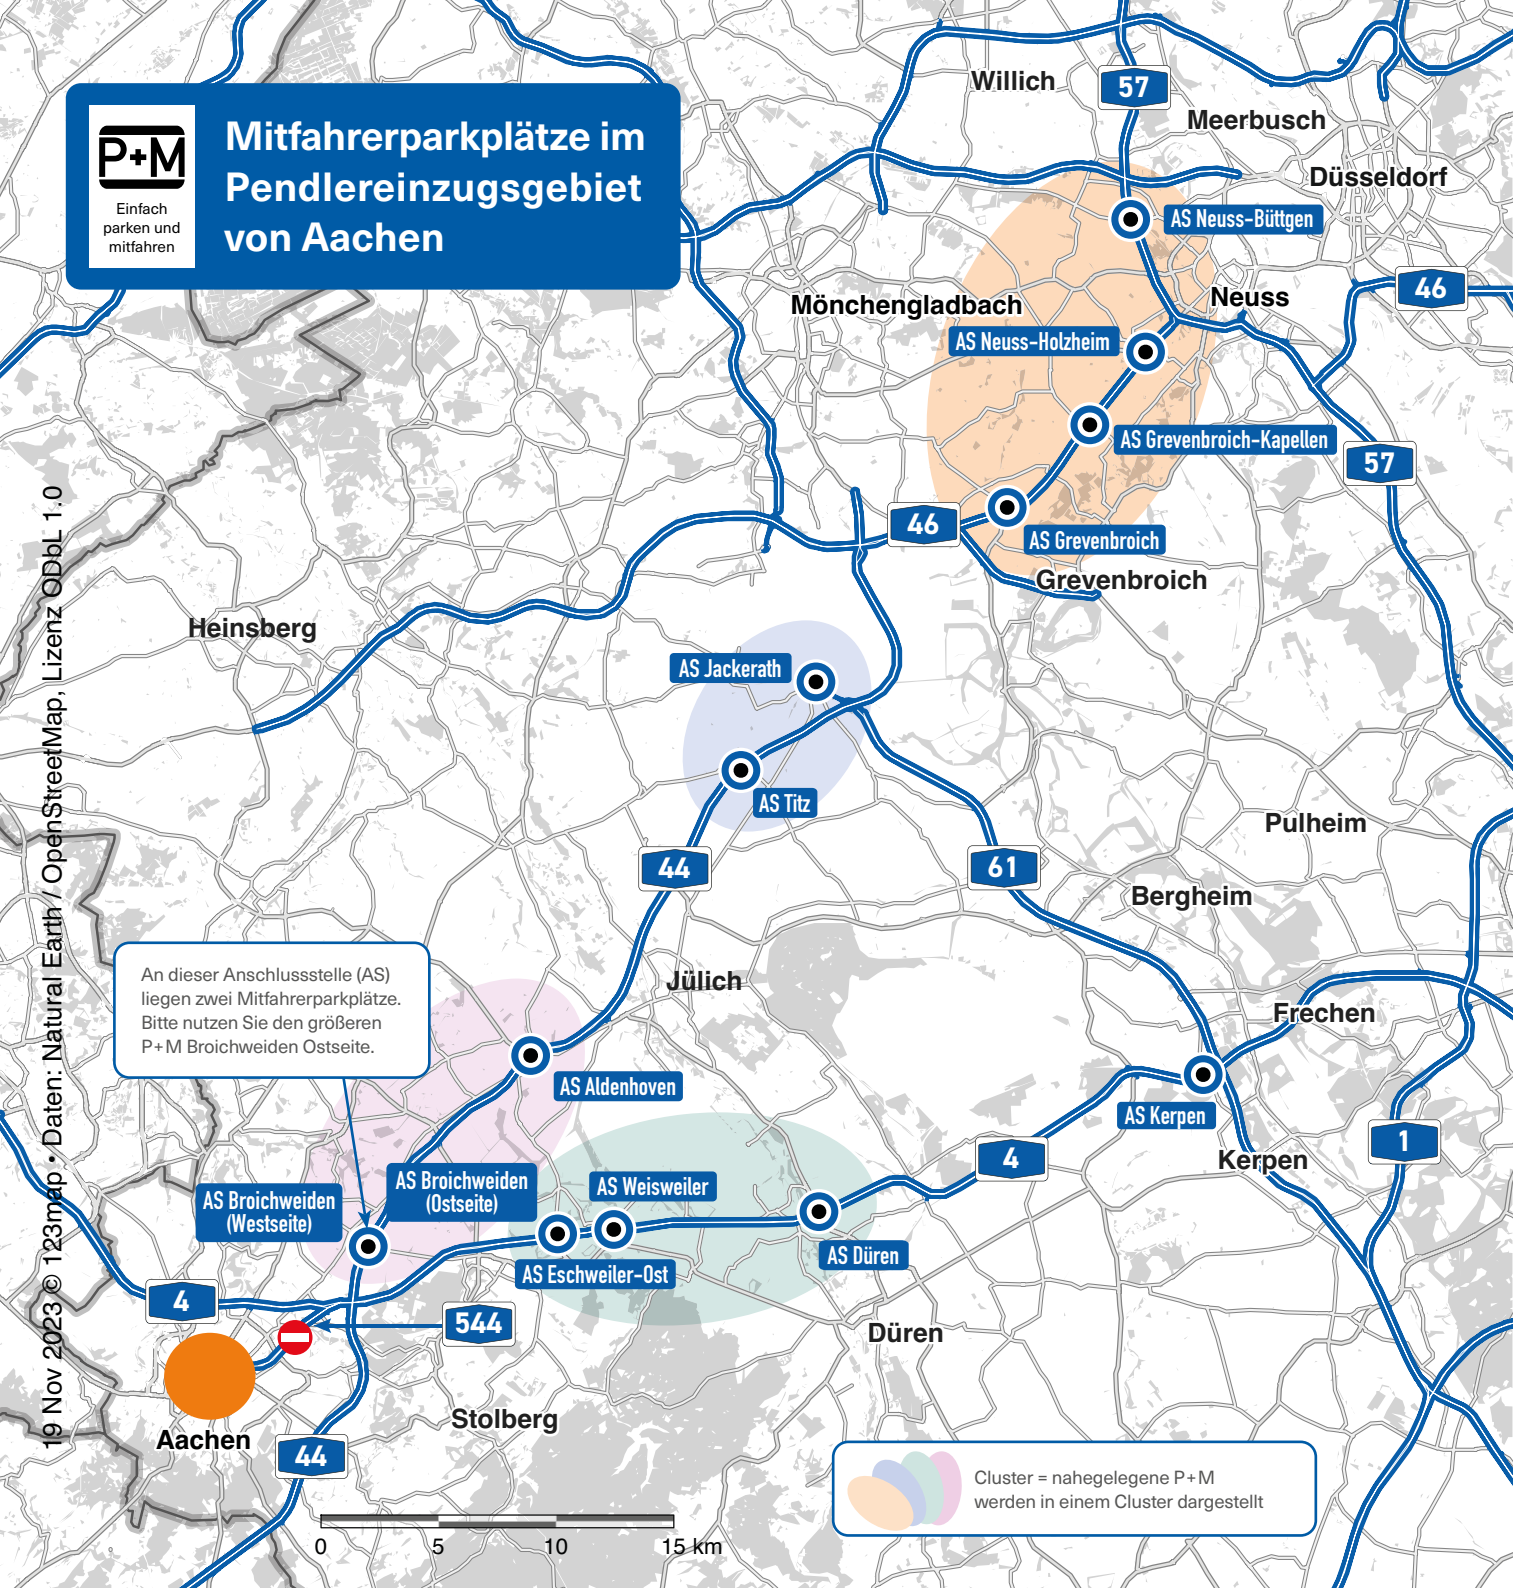 P+M
Einfach
parken und
mitfahren
Mitfahrerparkplätze im
Pendlereinzugsgebiet
von Aachen
Willich
57
Meerbusch
Düsseldorf
AS Neuss-Büttgen
Mönchengladbach
Neuss
46
AS Neuss-Holzheim
AS Grevenbroich-Kapellen
57
46
AS Grevenbroich
Grevenbroich
Heinsberg
AS Jackerath
AS Titz
Pulheim
44
61
Bergheim
An dieser Anschlussstelle (AS)
liegen zwei Mitfahrerparkplätze.
Bitte nutzen Sie den größeren
P+M Broichweiden Ostseite.
Jülich
Frechen
AS Aldenhoven
AS Kerpen
1
4
Kerpen
AS Broichweiden
(Westseite)
AS Broichweiden
(Ostseite)
AS Weisweiler
AS Düren
AS Eschweiler-Ost
4
544
Düren
Stolberg
Aachen
44
Cluster = nahegelegene P+M
werden in einem Cluster dargestellt
0 5 10 15 km
19 Nov 2023 © 123map • Daten: Natural Earth / OpenStreetMap, Lizenz ODbL 1.0